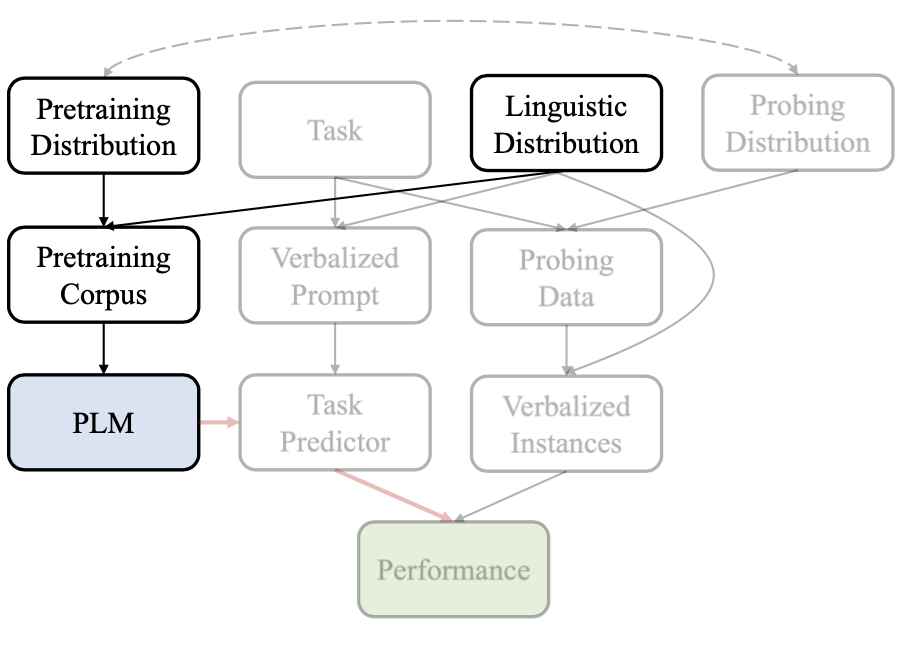 Pretraining
Distribution
Task
Linguistic
Distribution
Probing
Distribution
Pretraining
Corpus
Verbalized
Prompt
Probing
Data
PLM
Task
Predictor
Verbalized
Instances
Performance